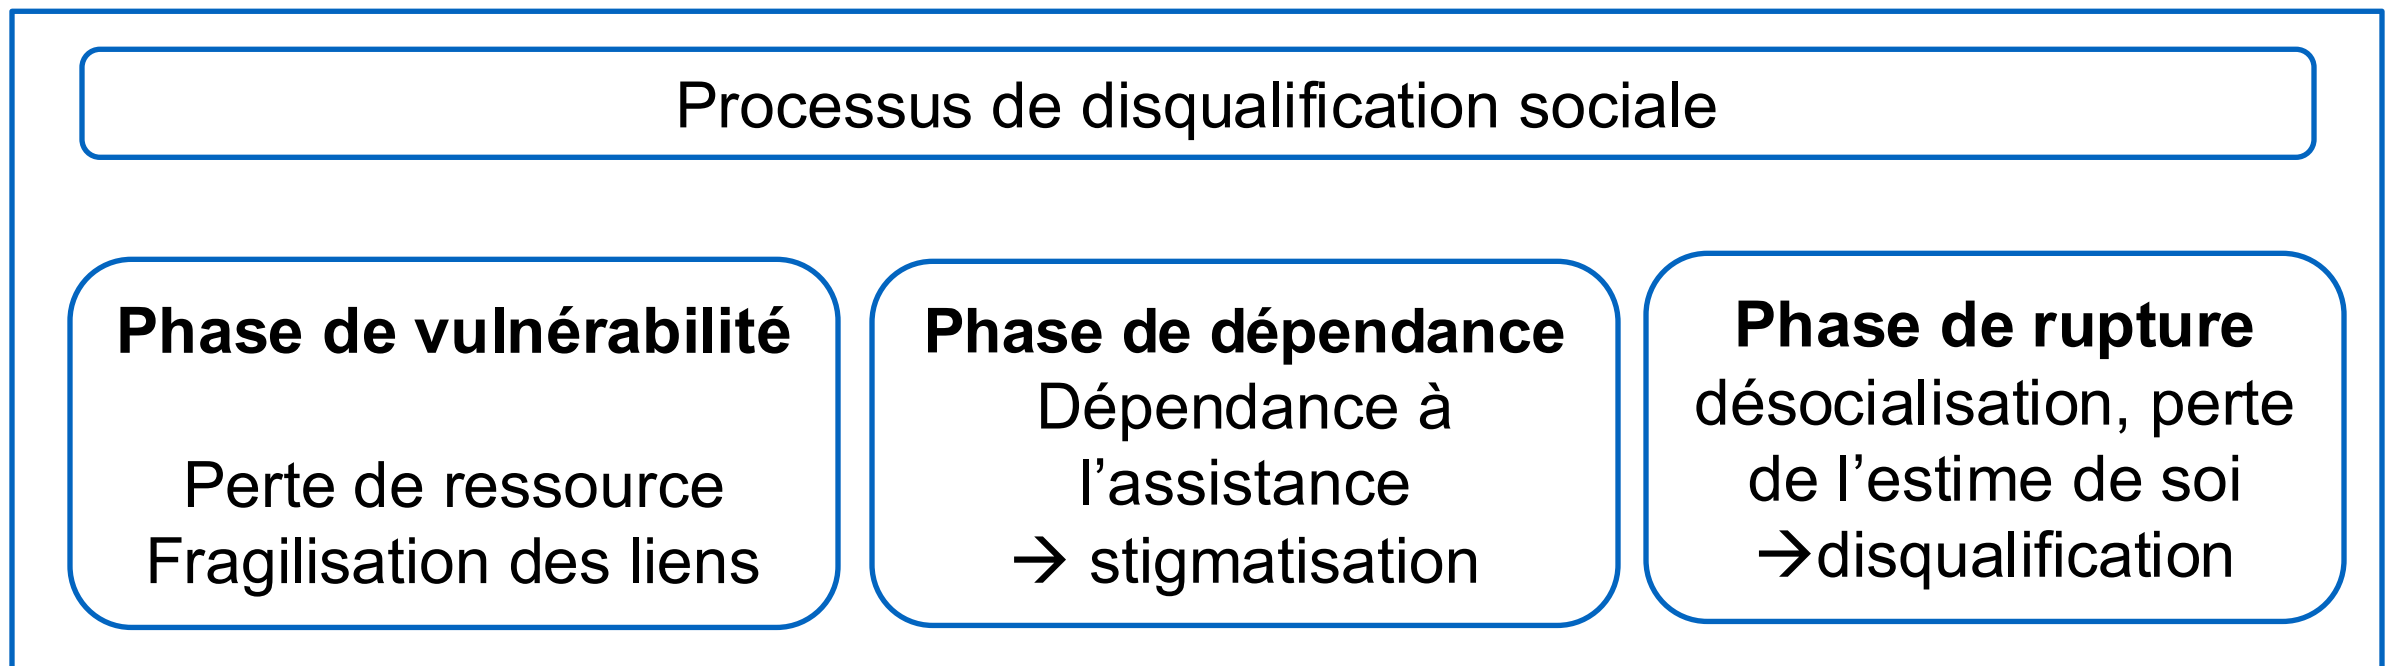 Processus de disqualification sociale
Phase de vulnérabilité
Perte de ressource
Fragilisation des liens
Phase de dépendance
Dépendance à
l’assistance
→ stigmatisation
Phase de rupture
désocialisation, perte
de l’estime de soi
→disqualification